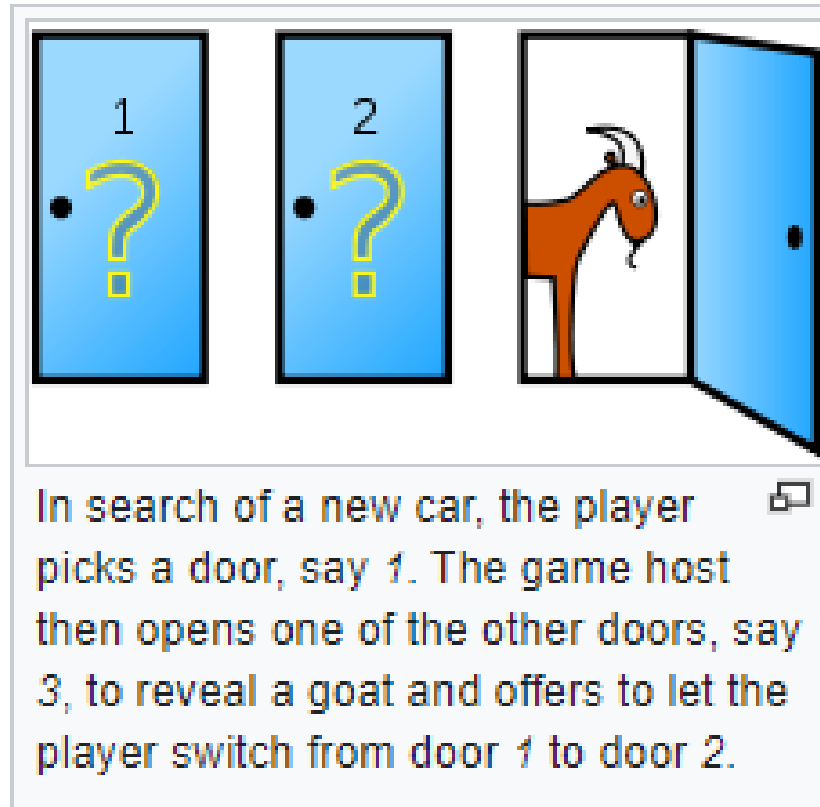 1 2
? ?
In search of a new car, the player
picks a door, say 1. The game host
then opens one of the other doors, say
3, to reveal a goat and offers to let the
player switch from door 1 to door 2.